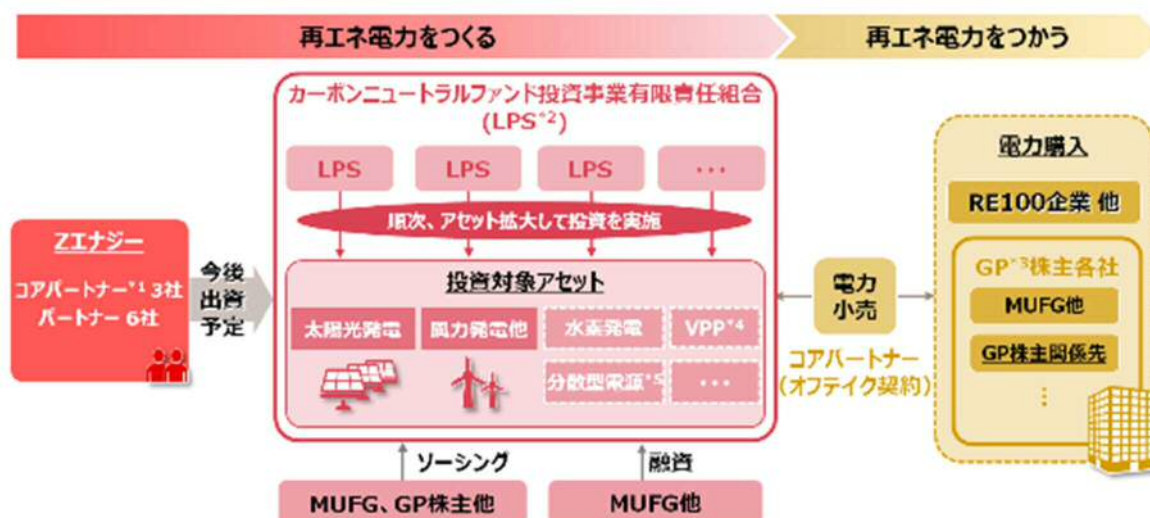 再エネ電力をつくる
再エネ電力をつかう
カーボンニュートラルファンド投資事業有限責任組合
(LPS*2)
LPS
LPS
LPS
・・・
順次、アセット拡大して投資を実施
Zエナジー
コアパートナー*1 3社
パートナー 6社
今後
出資
予定
投資対象アセット
太陽光発電
風力発電他
水素発電
VPP*4
分散型電源*5
・・・
ソーシング
融資
MUFG、GP株主他
MUFG他
電力
小売
コアパートナー
(オフテイク契約)
電力購入
RE100企業 他
GP*3株主各社
MUFG他
GP株主関係先
⋮